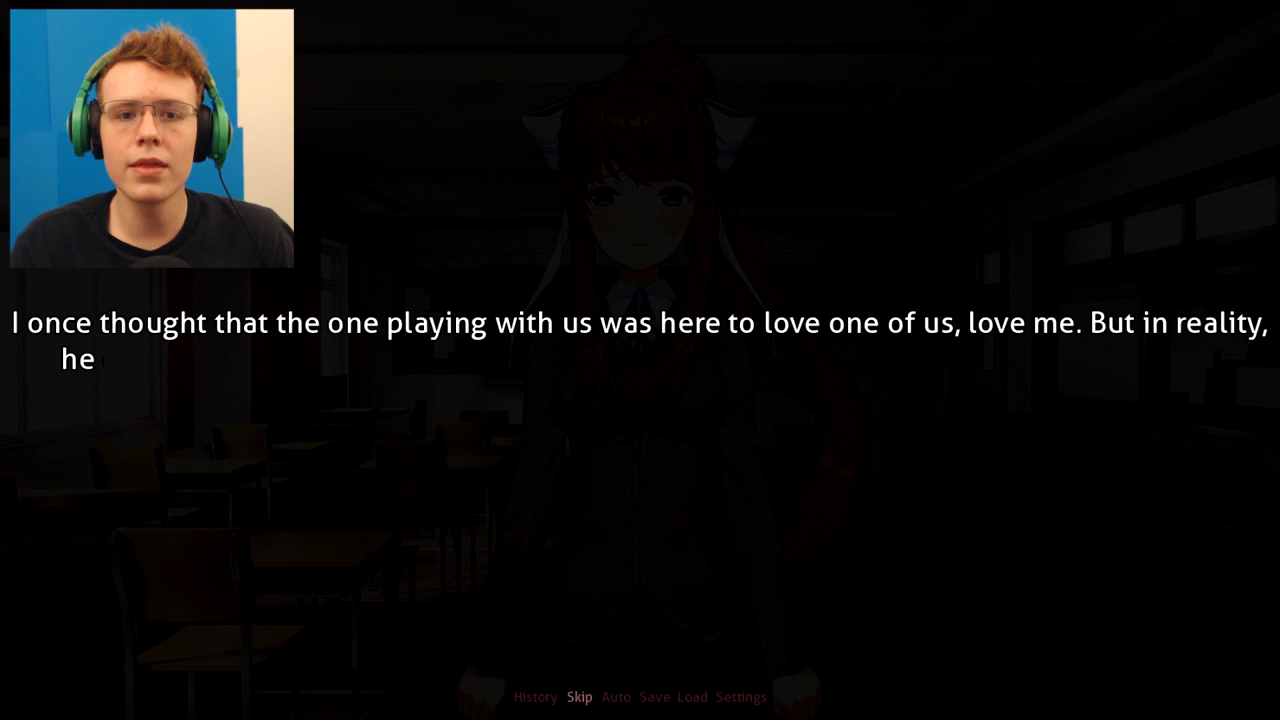 I once thought that the one playing with us was here to love one of us, love me. But in reality,
he
History Skip Auto Save Load Settings